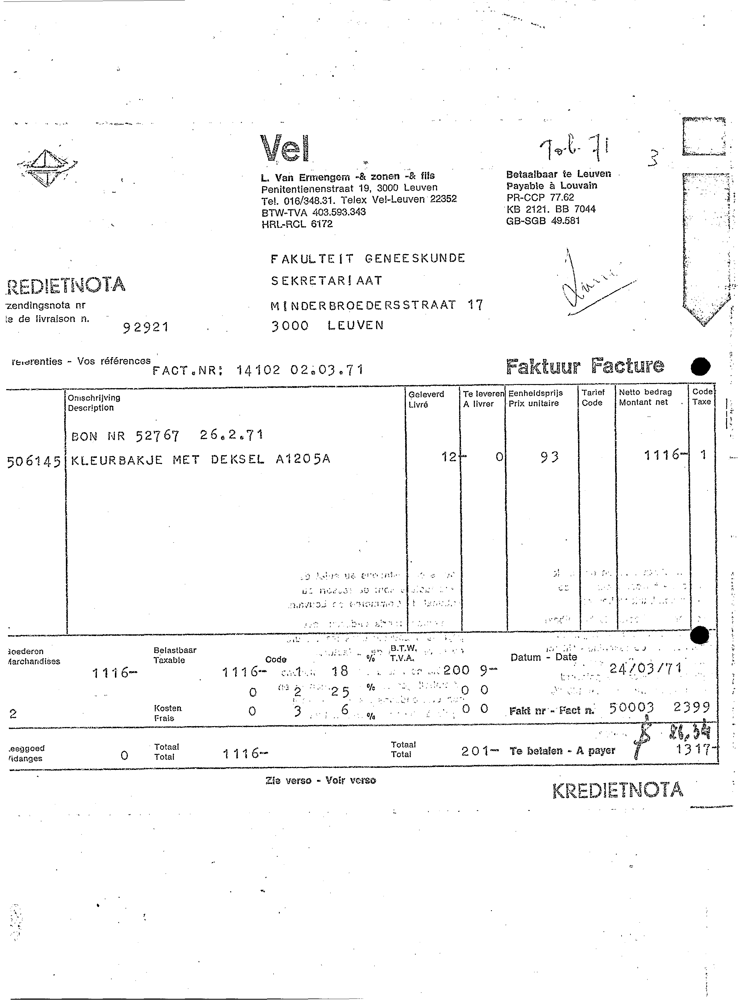 Vel
L. Van Ermengem -& zonen -& fils
Penitentienenstraat 19, 3000 Leuven
Tel. 016/348.31. Telex Vel-Leuven 22352
BTW-TVA 403.593.343
HRL-RCL 6172
71
3
Betaalbaar te Leuven
Payable à Louvain
PR-CCP 77.62
KB 2121. BB 7044
GB-SGB 49.581
FAKULTEIT GENEESKUNDE
SEKRETARIAAT
MINDERBROEDERSSTRAAT 17
3000 LEUVEN
REDIETNOTA
zendingsnota nr
de livraison n.
92921
referenties - Vos références
FACT.NR: 14102 02.03.71
Faktuur Facture
Omschrijving Geleverd Te leveren Eenheidsprijs Tarief Netto bedrag Code
Description Livré A livrer Prix unitaire Code Montant net Taxe
BON NR 52767 26.2.71
506145 KLEURBAKJE MET DEKSEL A1205A 12- 0 93 1116- 1
goederen Belastbaar Code % B.T.W. Datum - Date
Marchandises Taxable T.V.A.
1116- 1116- 1 18 200 9- 24/03/71
0 2 25 % 0 0
2 Kosten 0 3 6 % 0 0 Fakt nr - Fact n. 50003 2399
Frais
26,34
Leeggoed Totaal Totaal
Vidanges 0 Total 1116- Total 201- Te betalen - A payer 1317-
Zie verso - Voir verso
KREDIETNOTA